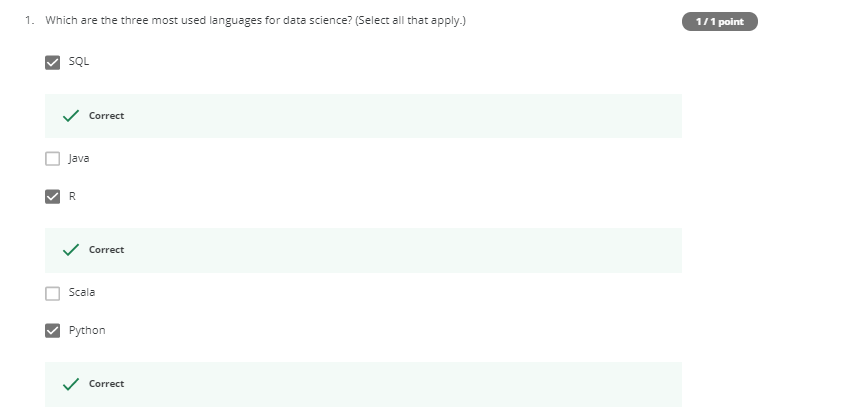 1. Which are the three most used languages for data science? (Select all that apply.)
1 / 1 point
SQL
Correct
Java
R
Correct
Scala
Python
Correct